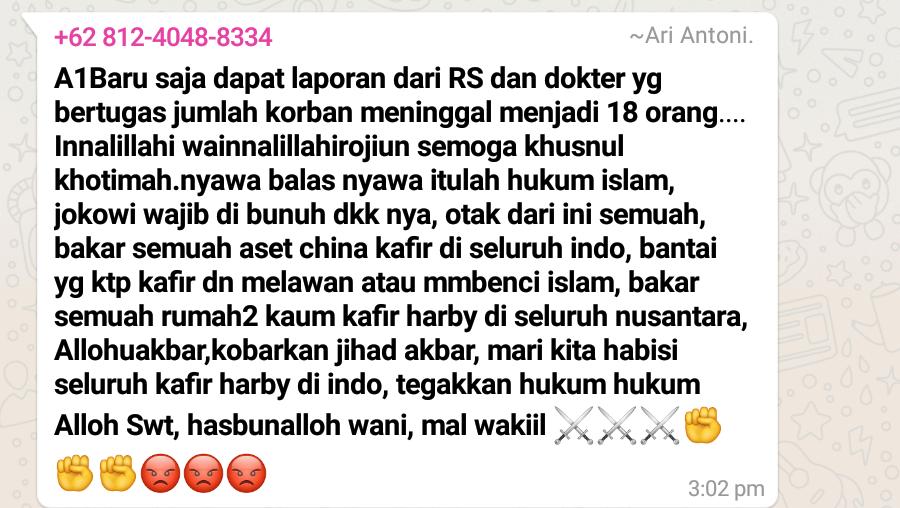 +62 812-4048-8334
~Ari Antoni.
A1Baru saja dapat laporan dari RS dan dokter yg
bertugas jumlah korban meninggal menjadi 18 orang....
Innalillahi wainnalillahirojiun semoga khusnul
khotimah.nyawa balas nyawa itulah hukum islam,
jokowi wajib di bunuh dkk nya, otak dari ini semuah,
bakar semuah aset china kafir di seluruh indo, bantai
yg ktp kafir dn melawan atau mmbenci islam, bakar
semuah rumah2 kaum kafir harby di seluruh nusantara,
Allohuakbar,kobarkan jihad akbar, mari kita habisi
seluruh kafir harby di indo, tegakkan hukum hukum
Alloh Swt, hasbunalloh wani, mal wakiil ⚔️⚔️⚔️✊
✊✊😡😡😡
3:02 pm